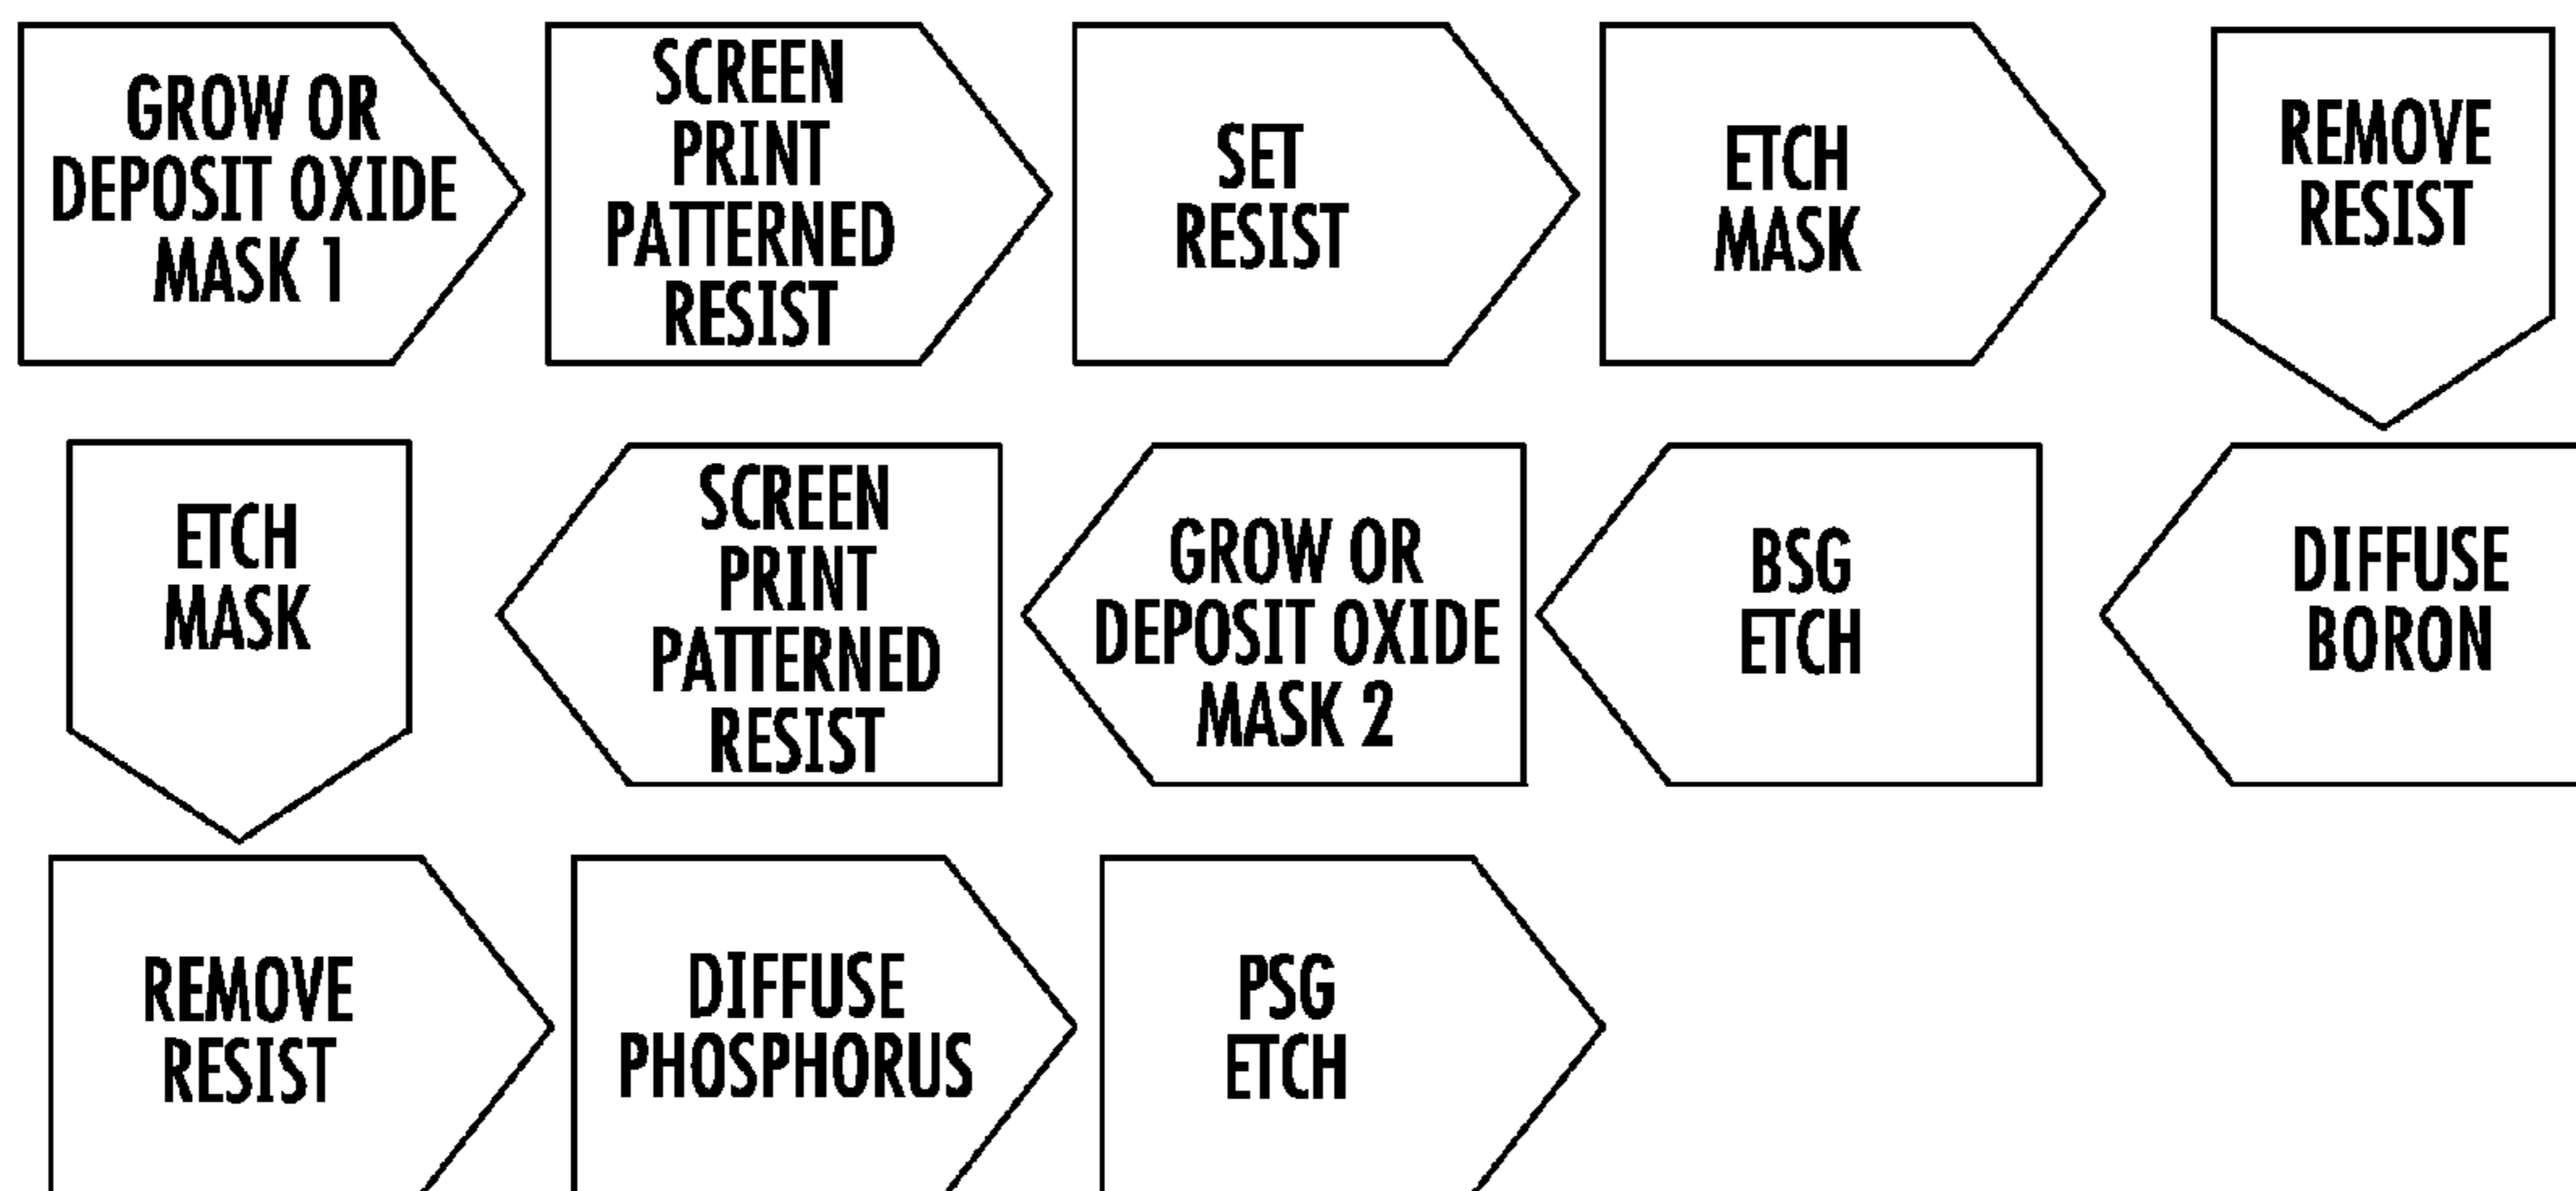 GROW OR
DEPOSIT OXIDE
MASK 1
SCREEN
PRINT
PATTERNED
RESIST
SET
RESIST
ETCH
MASK
REMOVE
RESIST
DIFFUSE
BORON
BSG
ETCH
GROW OR
DEPOSIT OXIDE
MASK 2
SCREEN
PRINT
PATTERNED
RESIST
ETCH
MASK
REMOVE
RESIST
DIFFUSE
PHOSPHORUS
PSG
ETCH